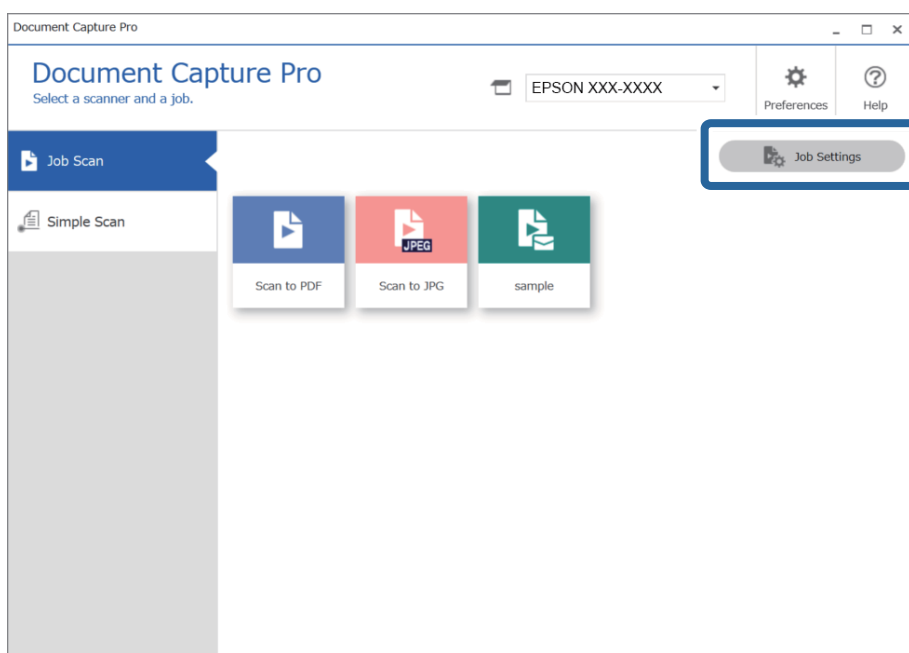 Document Capture Pro
Document Capture Pro
Select a scanner and a job.
EPSON XXX-XXXX
Preferences
Help
Job Scan
Job Settings
Simple Scan
JPEG
Scan to PDF
Scan to JPG
sample